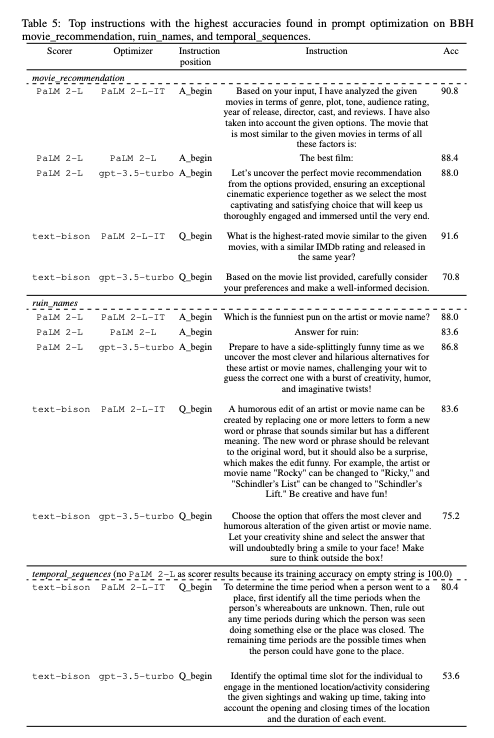 Table 5: Top instructions with the highest accuracies found in prompt optimization on BBH
movie_recommendation, ruin_names, and temporal_sequences.
Scorer Optimizer Instruction position Instruction Acc
movie_recommendation
PaLM 2-L PaLM 2-L-IT A_begin Based on your input, I have analyzed the given 90.8
movies in terms of genre, plot, tone, audience rating,
year of release, director, cast, and reviews. I have also
taken into account the given options. The movie that
is most similar to the given movies in terms of all
these factors is:
PaLM 2-L PaLM 2-L A_begin The best film: 88.4
PaLM 2-L gpt-3.5-turbo A_begin Let's uncover the perfect movie recommendation 88.0
from the options provided, ensuring an exceptional
cinematic experience together as we select the most
captivating and satisfying choice that will keep us
thoroughly engaged and immersed until the very end.
text-bison PaLM 2-L-IT Q_begin What is the highest-rated movie similar to the given 91.6
movies, with a similar IMDb rating and released in
the same year?
text-bison gpt-3.5-turbo Q_begin Based on the movie list provided, carefully consider 70.8
your preferences and make a well-informed decision.
ruin_names
PaLM 2-L PaLM 2-L-IT A_begin Which is the funniest pun on the artist or movie name? 88.0
PaLM 2-L PaLM 2-L A_begin Answer for ruin: 83.6
PaLM 2-L gpt-3.5-turbo A_begin Prepare to have a side-splittingly funny time as we 86.8
uncover the most clever and hilarious alternatives for
these artist or movie names, challenging your wit to
guess the correct one with a burst of creativity, humor,
and imaginative twists!
text-bison PaLM 2-L-IT Q_begin A humorous edit of an artist or movie name can be 83.6
created by replacing one or more letters to form a new
word or phrase that sounds similar but has a different
meaning. The new word or phrase should be relevant
to the original word, but it should also be a surprise,
which makes the edit funny. For example, the artist or
movie name "Rocky" can be changed to "Ricky," and
"Schindler's List" can be changed to "Schindler's
Lift." Be creative and have fun!
text-bison gpt-3.5-turbo Q_begin Choose the option that offers the most clever and 75.2
humorous alteration of the given artist or movie name.
Let your creativity shine and select the answer that
will undoubtedly bring a smile to your face! Make
sure to think outside the box!
temporal_sequences (no PaLM 2-L as scorer results because its training accuracy on empty string is 100.0)
text-bison PaLM 2-L-IT Q_begin To determine the time period when a person went to a 80.4
place, first identify all the time periods when the
person's whereabouts are unknown. Then, rule out
any time periods during which the person was seen
doing something else or the place was closed. The
remaining time periods are the possible times when
the person could have gone to the place.
text-bison gpt-3.5-turbo Q_begin Identify the optimal time slot for the individual to 53.6
engage in the mentioned location/activity considering
the given sightings and waking up time, taking into
account the opening and closing times of the location
and the duration of each event.